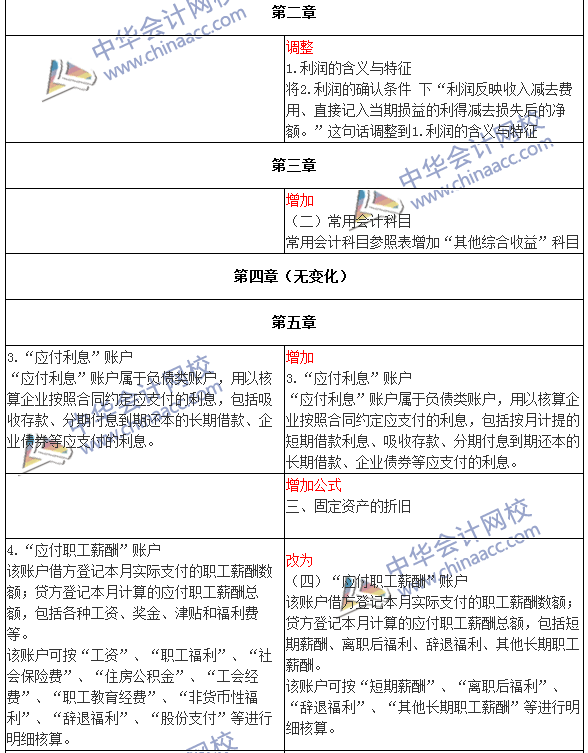 第二章
中华会计网校
www.chinaacc.com
调整
1.利润的含义与特征
将2.利润的确认条件 下“利润反映收入减去费
用、直接记入当期损益的利得减去损失后的净
额。”这句话调整到1.利润的含义与特征
第三章
中华会计网校
www.chinaacc.com
增加
（二）常用会计科目
常用会计科目参照表增加“其他综合收益”科目
第四章（无变化）
第五章
3.“应付利息”账户
“应付利息”账户属于负债类账户，用以核
算企业按照合同约定应支付的利息，包括吸
收存款、分期付息到期还本的长期借款、企
业债券等应支付的利息。
中华会计网校
www.chinaacc.com
增加
3.“应付利息”账户
“应付利息”账户属于负债类账户，用以核算企
业按照合同约定应支付的利息，包括按月计提的
短期借款利息、吸收存款、分期付息到期还本的
长期借款、企业债券等应支付的利息。
增加公式
三、固定资产的折旧
4.“应付职工薪酬”账户
该账户借方登记本月实际支付的职工薪酬数
额；贷方登记本月计算的应付职工薪酬总
额，包括各种工资、奖金、津贴和福利费
等。
该账户可按“工资”、“职工福利”、“社
会保险费”、“住房公积金”、“工会经
费”、“职工教育经费”、“非货币性福
利”、“辞退福利”、“股份支付”等进行
明细核算。
中华会计网校
www.chinaacc.com
改为
（四）“应付职工薪酬”账户
该账户借方登记本月实际支付的职工薪酬数额；
贷方登记本月计算的应付职工薪酬总额，包括短
期薪酬、离职后福利、辞退福利、其他长期职工
薪酬。
该账户可按“短期薪酬”、“离职后福利”、
“辞退福利”、“其他长期职工薪酬”等进行明
细核算。